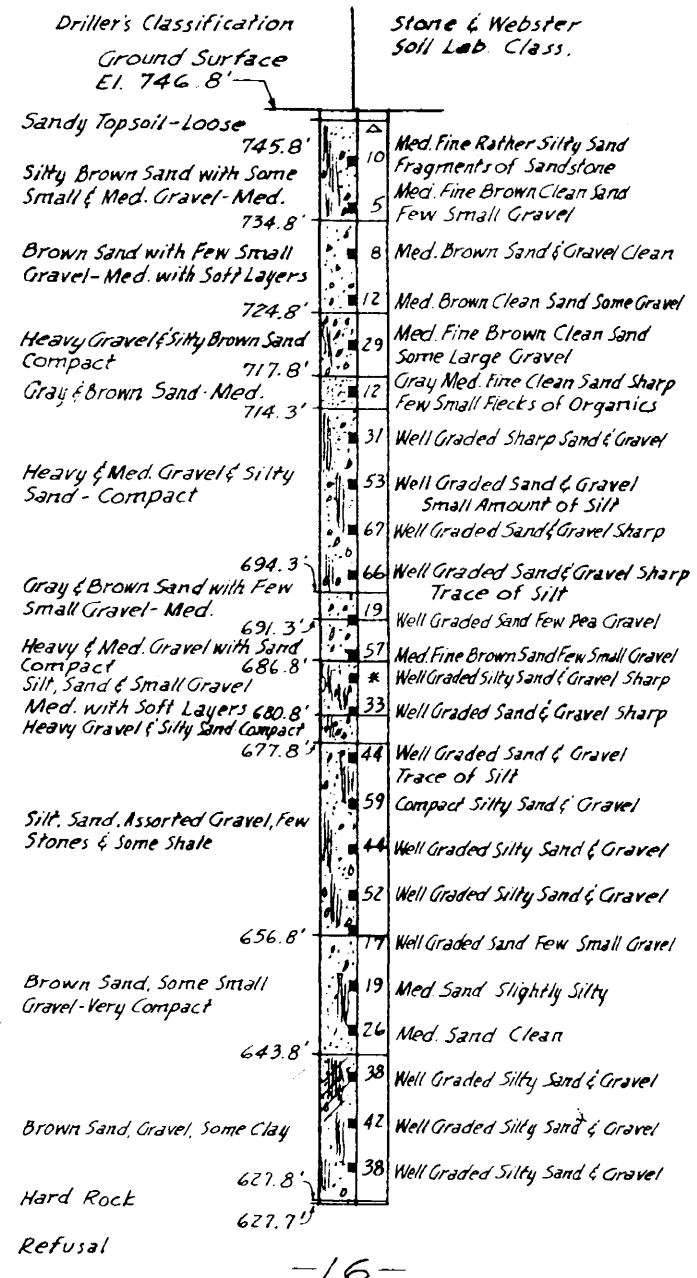 Driller's Classification
Stone & Webster
Soil Lab. Class.
Ground Surface
El. 746.8'
Sandy Topsoil-Loose
745.8'
Silty Brown Sand with Some
Small & Med. Gravel-Med.
734.8'
Brown Sand with Few Small
Gravel-Med. with Soft Layers
724.8'
Heavy Gravel & Silty Brown Sand
Compact
717.8'
Gray & Brown Sand-Med.
714.3'
Heavy & Med. Gravel & Silty
Sand - Compact
694.3'
Gray & Brown Sand with Few
Small Gravel-Med.
691.3'
Heavy & Med. Gravel with Sand
Compact
686.8'
Silt, Sand & Small Gravel
Med. with Soft Layers 680.8'
Heavy Gravel & Silty Sand Compact
677.8'
Silt, Sand, Assorted Gravel, Few
Stones & Some Shale
656.8'
Brown Sand, Some Small
Gravel-Very Compact
643.8'
Brown Sand, Gravel, Some Clay
627.8'
Hard Rock
627.7'
Refusal
10 Med. Fine Rather Silty Sand
Fragments of Sandstone
5 Med. Fine Brown Clean Sand
Few Small Gravel
8 Med. Brown Sand & Gravel Clean
12 Med. Brown Clean Sand Some Gravel
29 Med. Fine Brown Clean Sand
Some Large Gravel
12 Gray Med. Fine Clean Sand Sharp
Few Small Flecks of Organics
31 Well Graded Sharp Sand & Gravel
53 Well Graded Sand & Gravel
Small Amount of Silt
67 Well Graded Sand & Gravel Sharp
66 Well Graded Sand & Gravel Sharp
Trace of Silt
19 Well Graded Sand Few Pea Gravel
57 Med. Fine Brown Sand Few Small Gravel
* Well Graded Silty Sand & Gravel Sharp
33 Well Graded Sand & Gravel Sharp
44 Well Graded Sand & Gravel
Trace of Silt
59 Compact Silty Sand & Gravel
44 Well Graded Silty Sand & Gravel
52 Well Graded Silty Sand & Gravel
17 Well Graded Sand Few Small Gravel
19 Med. Sand Slightly Silty
26 Med. Sand Clean
38 Well Graded Silty Sand & Gravel
42 Well Graded Silty Sand & Gravel
38 Well Graded Silty Sand & Gravel
-16-